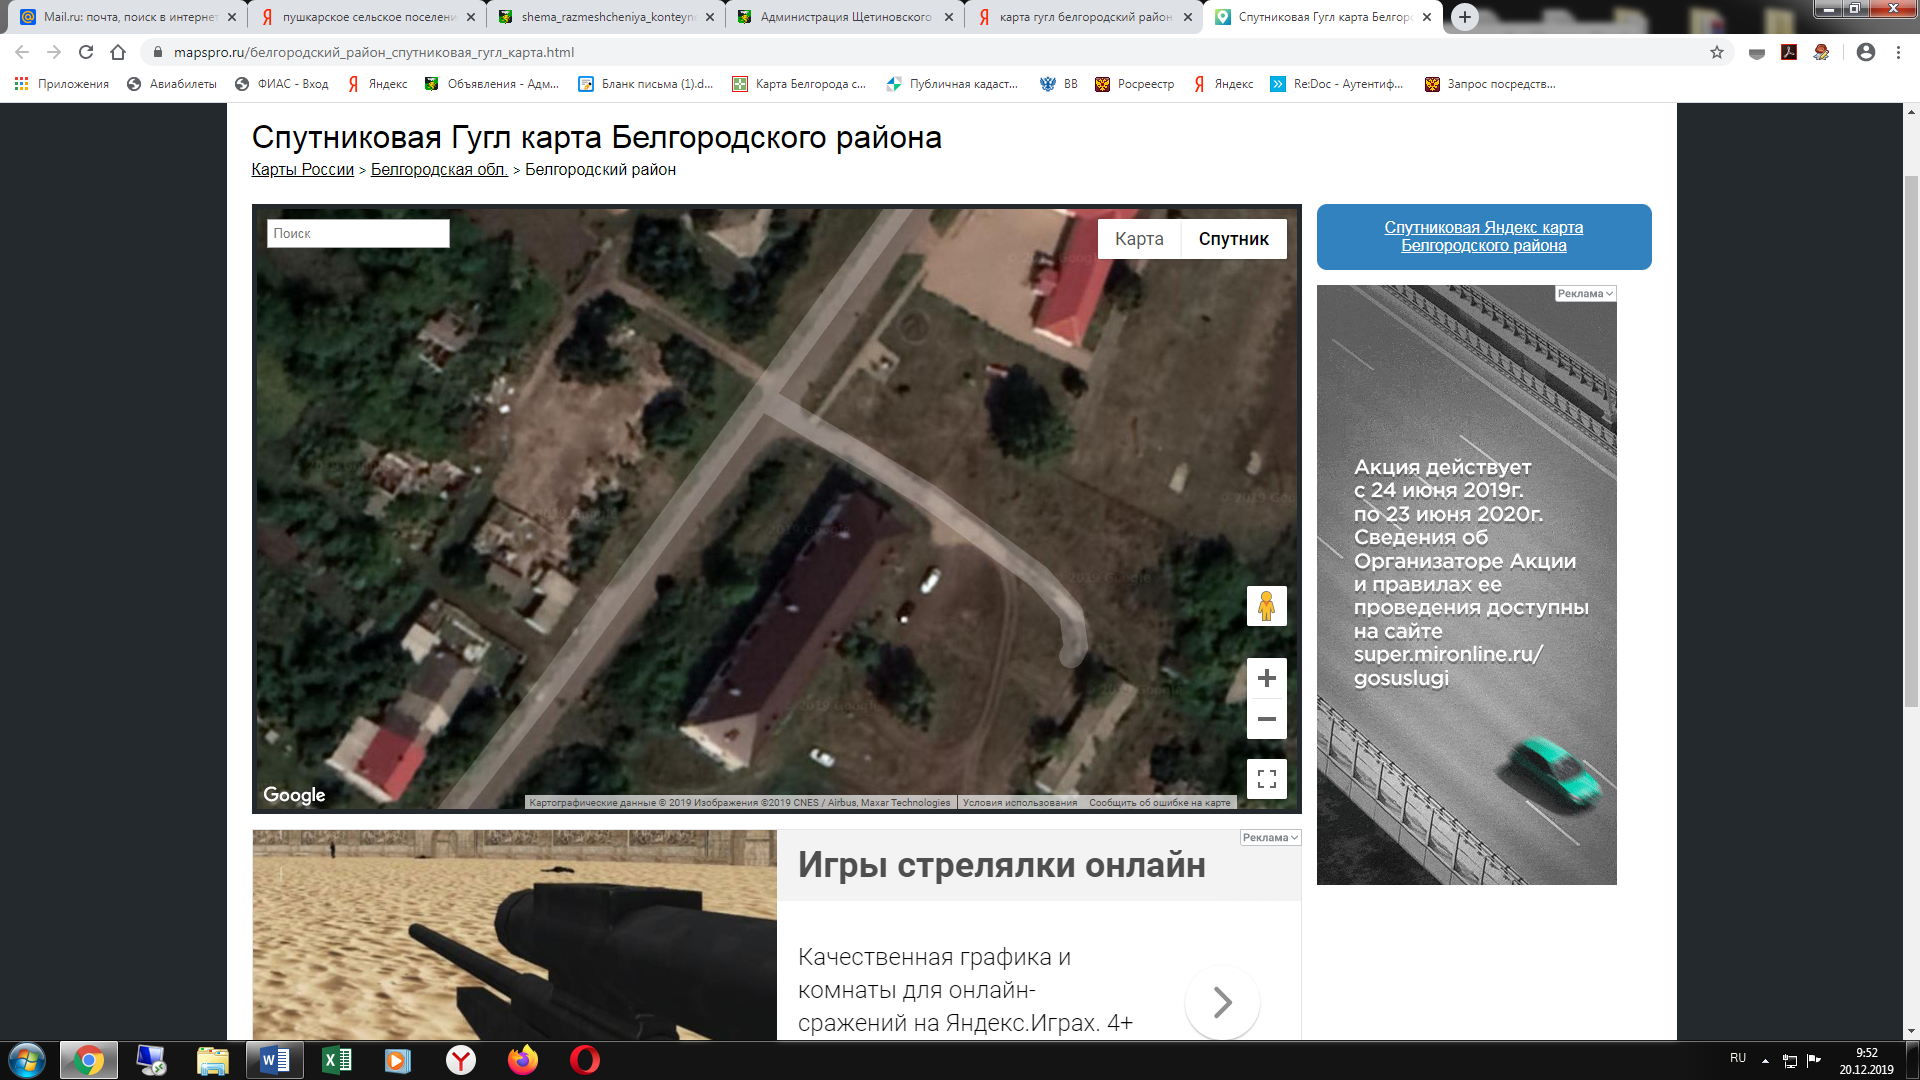 Mail.ru: почта, поиск в интернет
пушкарское сельское поселени
shema_razmeshcheniya_konteyne
Администрация Щетиновского
карта гугл белгородский район
Спутниковая Гугл карта Белгоро
mapspro.ru/белгородский_район_спутниковая_гугл_карта.html
Приложения
Авиабилеты
ФИАС - Вход
Яндекс
Объявления - Адм...
Бланк письма (1).d...
Карта Белгорода с...
Публичная кадаст...
ВВ
Росреестр
Яндекс
Re:Doc - Аутентиф...
Запрос посредств...
Спутниковая Гугл карта Белгородского района
Карты России > Белгородская обл. > Белгородский район
Поиск
Карта
Спутник
Google
Картографические данные © 2019 Изображения ©2019 CNES / Airbus, Maxar Technologies
Условия использования
Сообщить об ошибке на карте
Спутниковая Яндекс карта
Белгородского района
Реклама
Акция действует
с 24 июня 2019г.
по 23 июня 2020г.
Сведения об
Организаторе Акции
и правилах ее
проведения доступны
на сайте
super.mironline.ru/
gosuslugi
Реклама
Игры стрелялки онлайн
Качественная графика и
комнаты для онлайн-
сражений на Яндекс.Играх. 4+
RU
9:52
20.12.2019